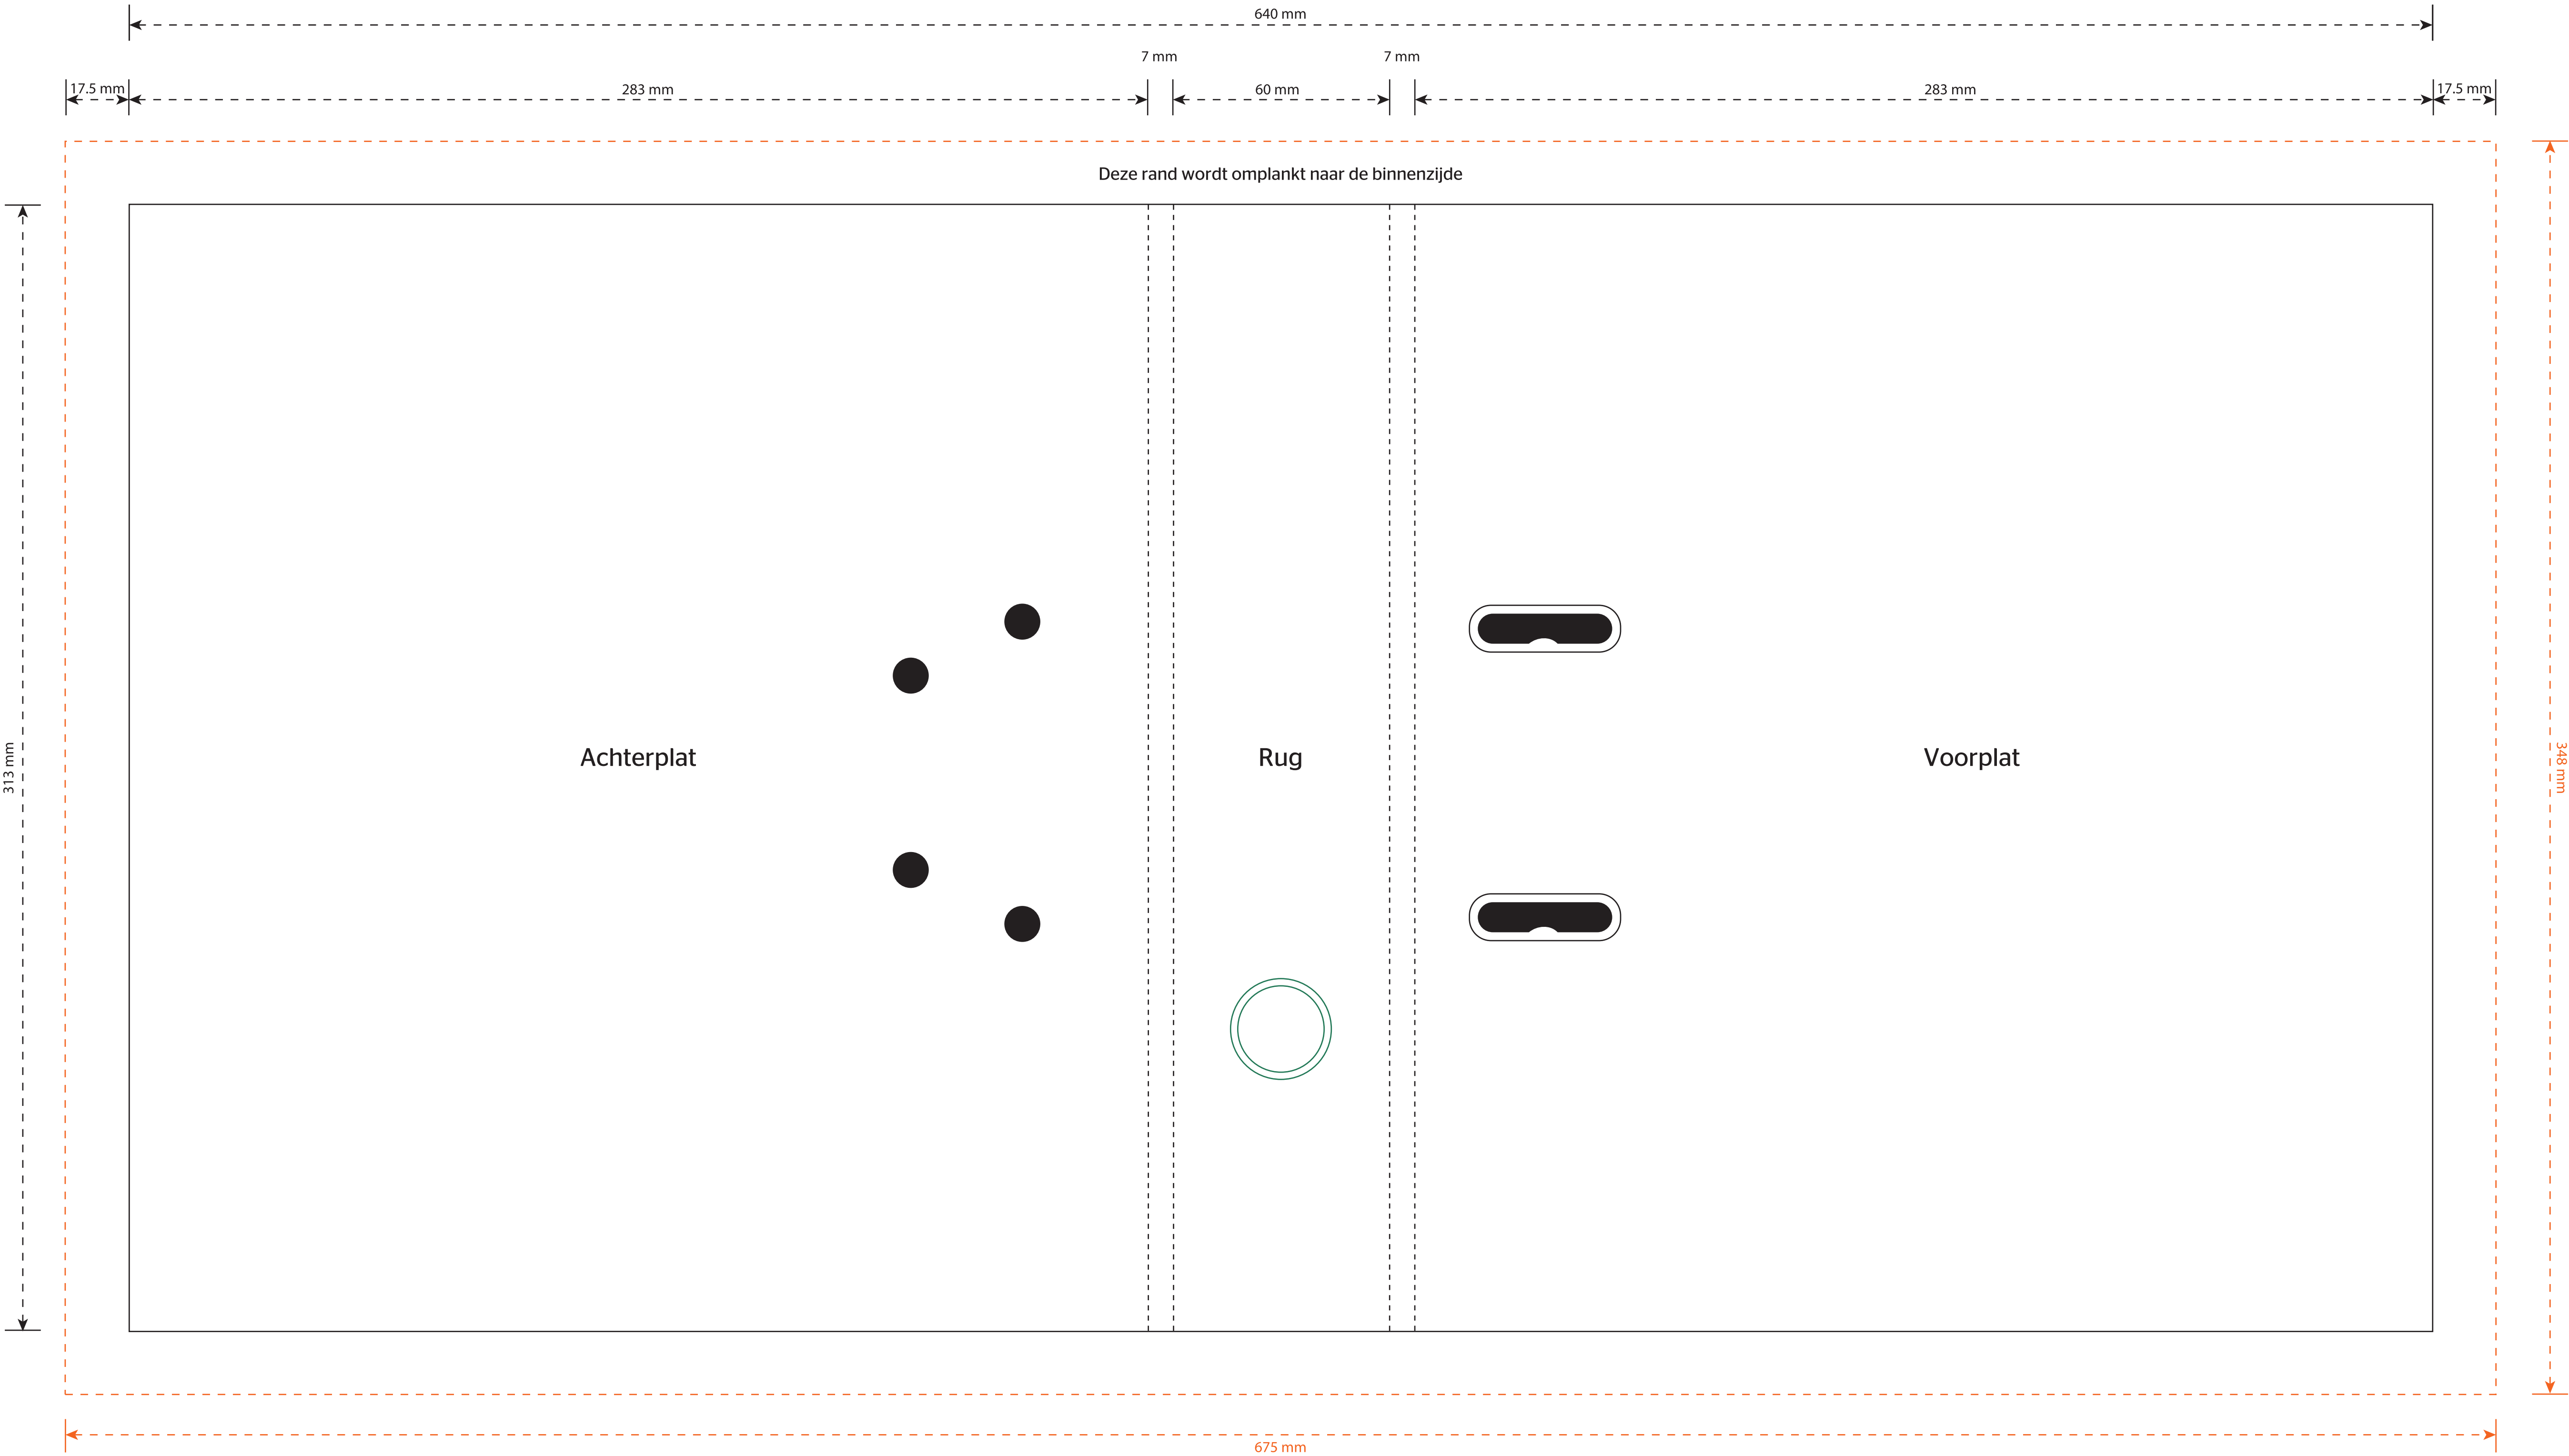 640 mm
7 mm
7 mm
17.5 mm
283 mm
60 mm
283 mm
17.5 mm
Deze rand wordt omplankt naar de binnenzijde
313 mm
Achterplat
Rug
Voorplat
348 mm
675 mm